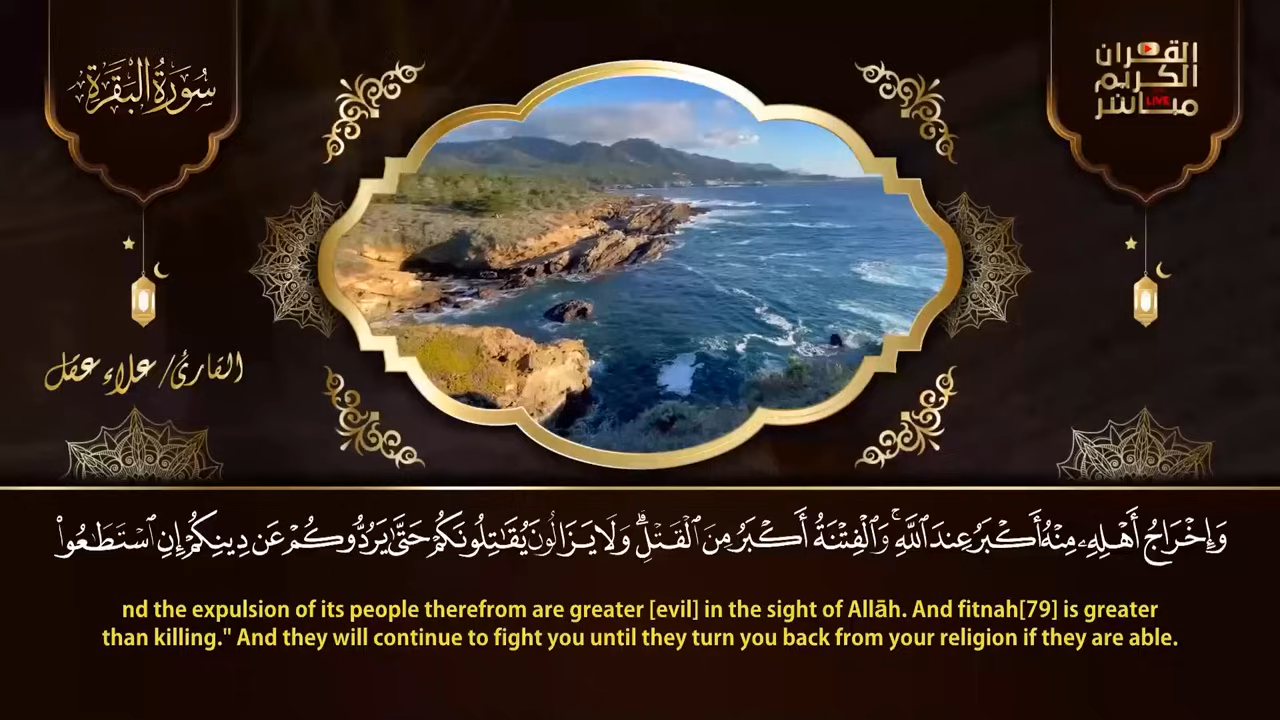 سُورَةُ البَقَرَةِ
القرآن
الكريم
مباشر
LIVE
القارئ/ علاء عقل
وَإِخْرَاجُ أَهْلِهِۦ مِنْهُ أَكْبَرُ عِندَ ٱللَّهِ ۚ وَٱلْفِتْنَةُ أَكْبَرُ مِنَ ٱلْقَتْلِ ۗ وَلَا يَزَالُونَ يُقَٰتِلُونَكُمْ حَتَّىٰ يَرُدُّوكُمْ عَن دِينِكُمْ إِنِ ٱسْتَطَٰعُوا۟
nd the expulsion of its people therefrom are greater [evil] in the sight of Allāh. And fitnah[79] is greater
than killing." And they will continue to fight you until they turn you back from your religion if they are able.